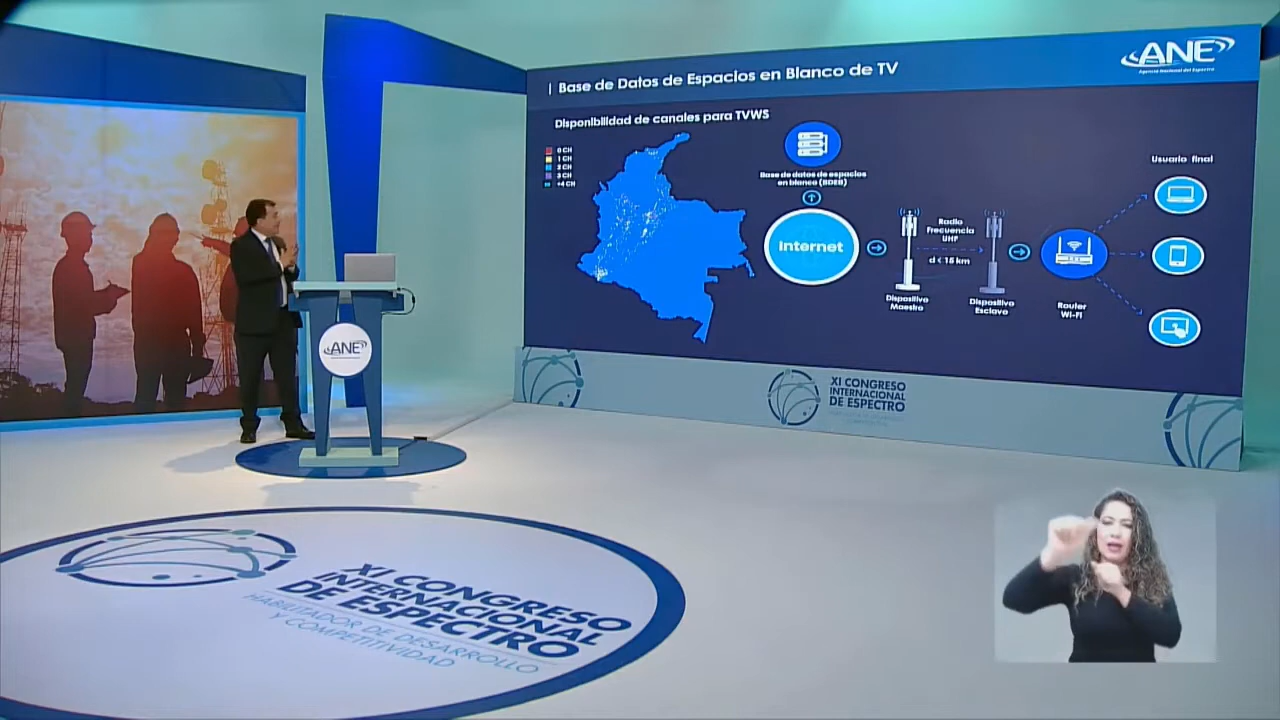 | Base de Datos de Espacios en Blanco de TV
ANE
Agencia Nacional del Espectro
Disponibilidad de canales para TVWS
0 CH
1 CH
2 CH
3 CH
+4 CH
Base de datos de espacios
en blanco (BDEB)
Internet
Radio
Frecuencia
UHF
d < 15 km
Dispositivo
Maestro
Dispositivo
Esclavo
Router
Wi-Fi
Usuario final
ANE
XI CONGRESO
INTERNACIONAL
DE ESPECTRO
XI CONGRESO
INTERNACIONAL
DE ESPECTRO
HABILITADOR DE DESARROLLO
Y COMPETITIVIDAD